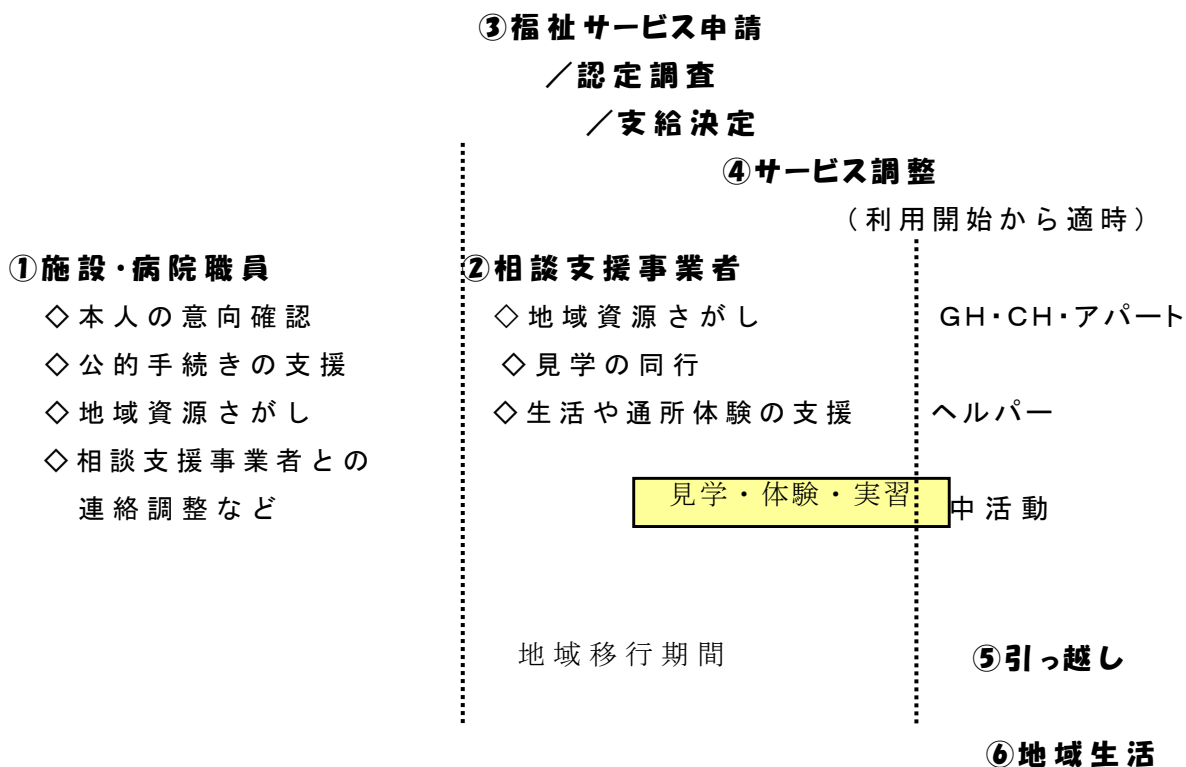 ③福祉サービス申請
／認定調査
／支給決定
④サービス調整
（利用開始から適時）
①施設・病院職員
◇本人の意向確認
◇公的手続きの支援
◇地域資源さがし
◇相談支援事業者との
連絡調整など
②相談支援事業者
◇地域資源さがし
◇見学の同行
◇生活や通所体験の支援
GH・CH・アパート
ヘルパー
見学・体験・実習
中活動
地域移行期間
⑤引っ越し
⑥地域生活